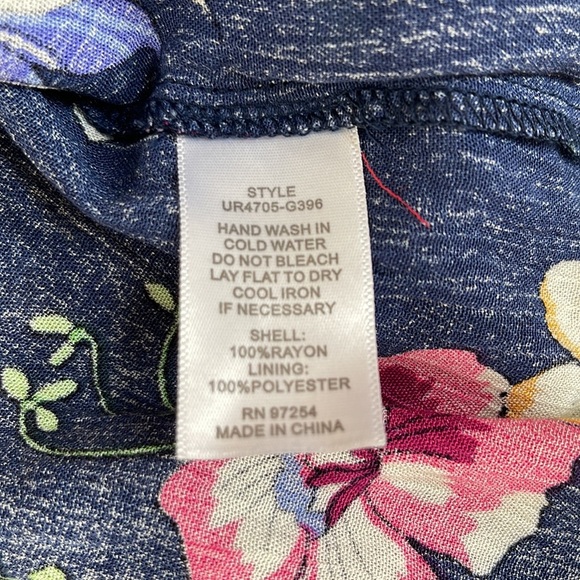 STYLE
UR4705-G396
HAND WASH IN
COLD WATER
DO NOT BLEACH
LAY FLAT TO DRY
COOL IRON
IF NECESSARY
SHELL:
100%RAYON
LINING:
100%POLYESTER
RN 97254
MADE IN CHINA